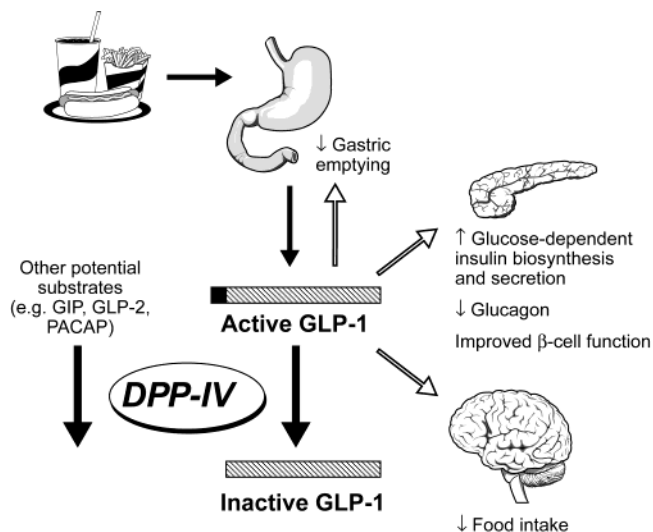 ↓ Gastric
emptying
↑ Glucose-dependent
insulin biosynthesis
and secretion
↓ Glucagon
Improved β-cell function
Other potential
substrates
(e.g. GIP, GLP-2,
PACAP)
Active GLP-1
DPP-IV
Inactive GLP-1
↓ Food intake